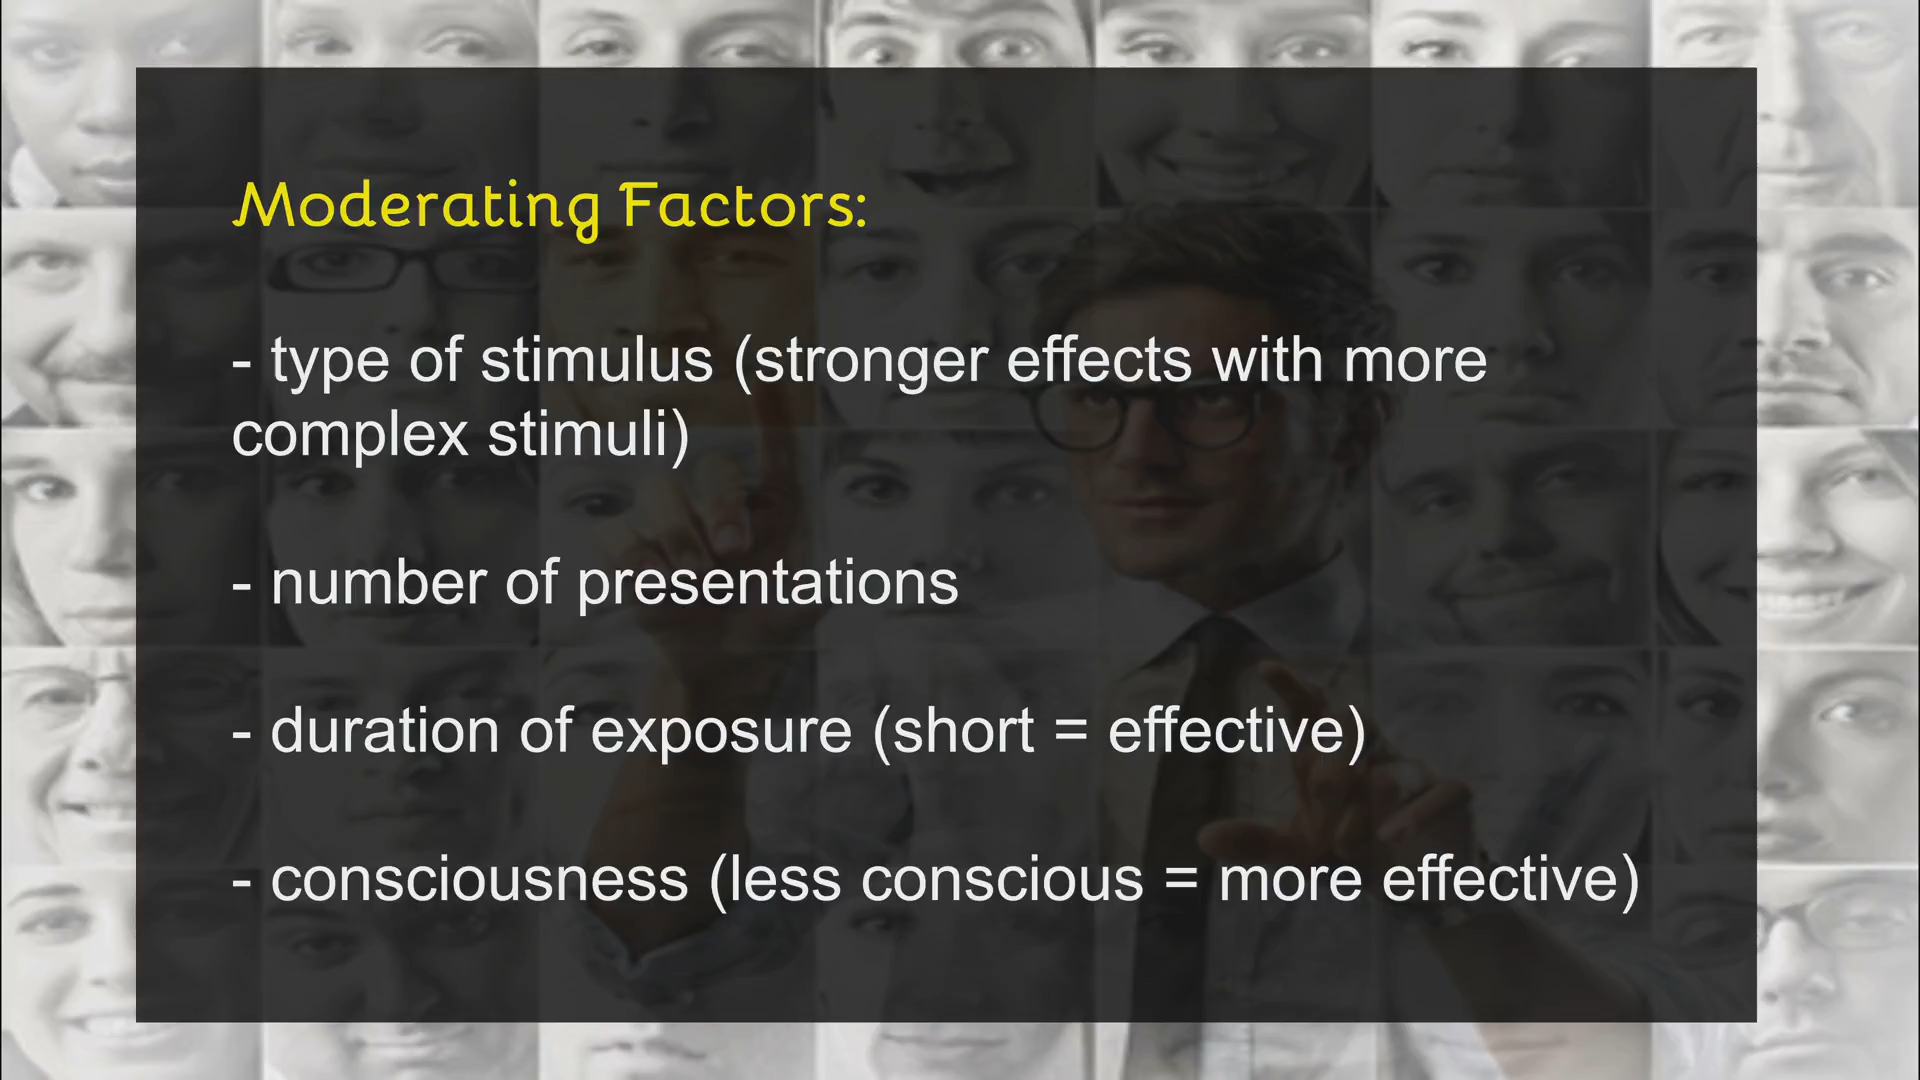 Moderating Factors:
- type of stimulus (stronger effects with more
complex stimuli)
- number of presentations
- duration of exposure (short = effective)
- consciousness (less conscious = more effective)